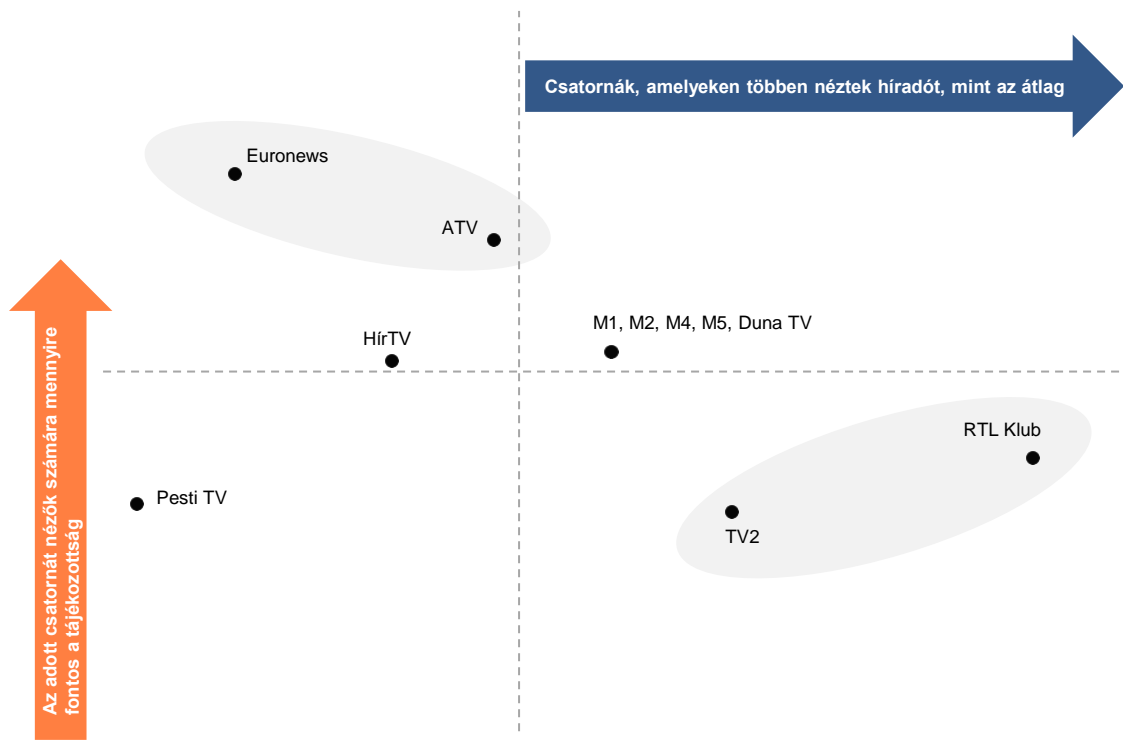 Csatornák, amelyeken többen néztek híradót, mint az átlag
Euronews
ATV
M1, M2, M4, M5, Duna TV
HírTV
RTL Klub
Pesti TV
TV2
Az adott csatornát nézők számára mennyire
fontos a tájékozottság